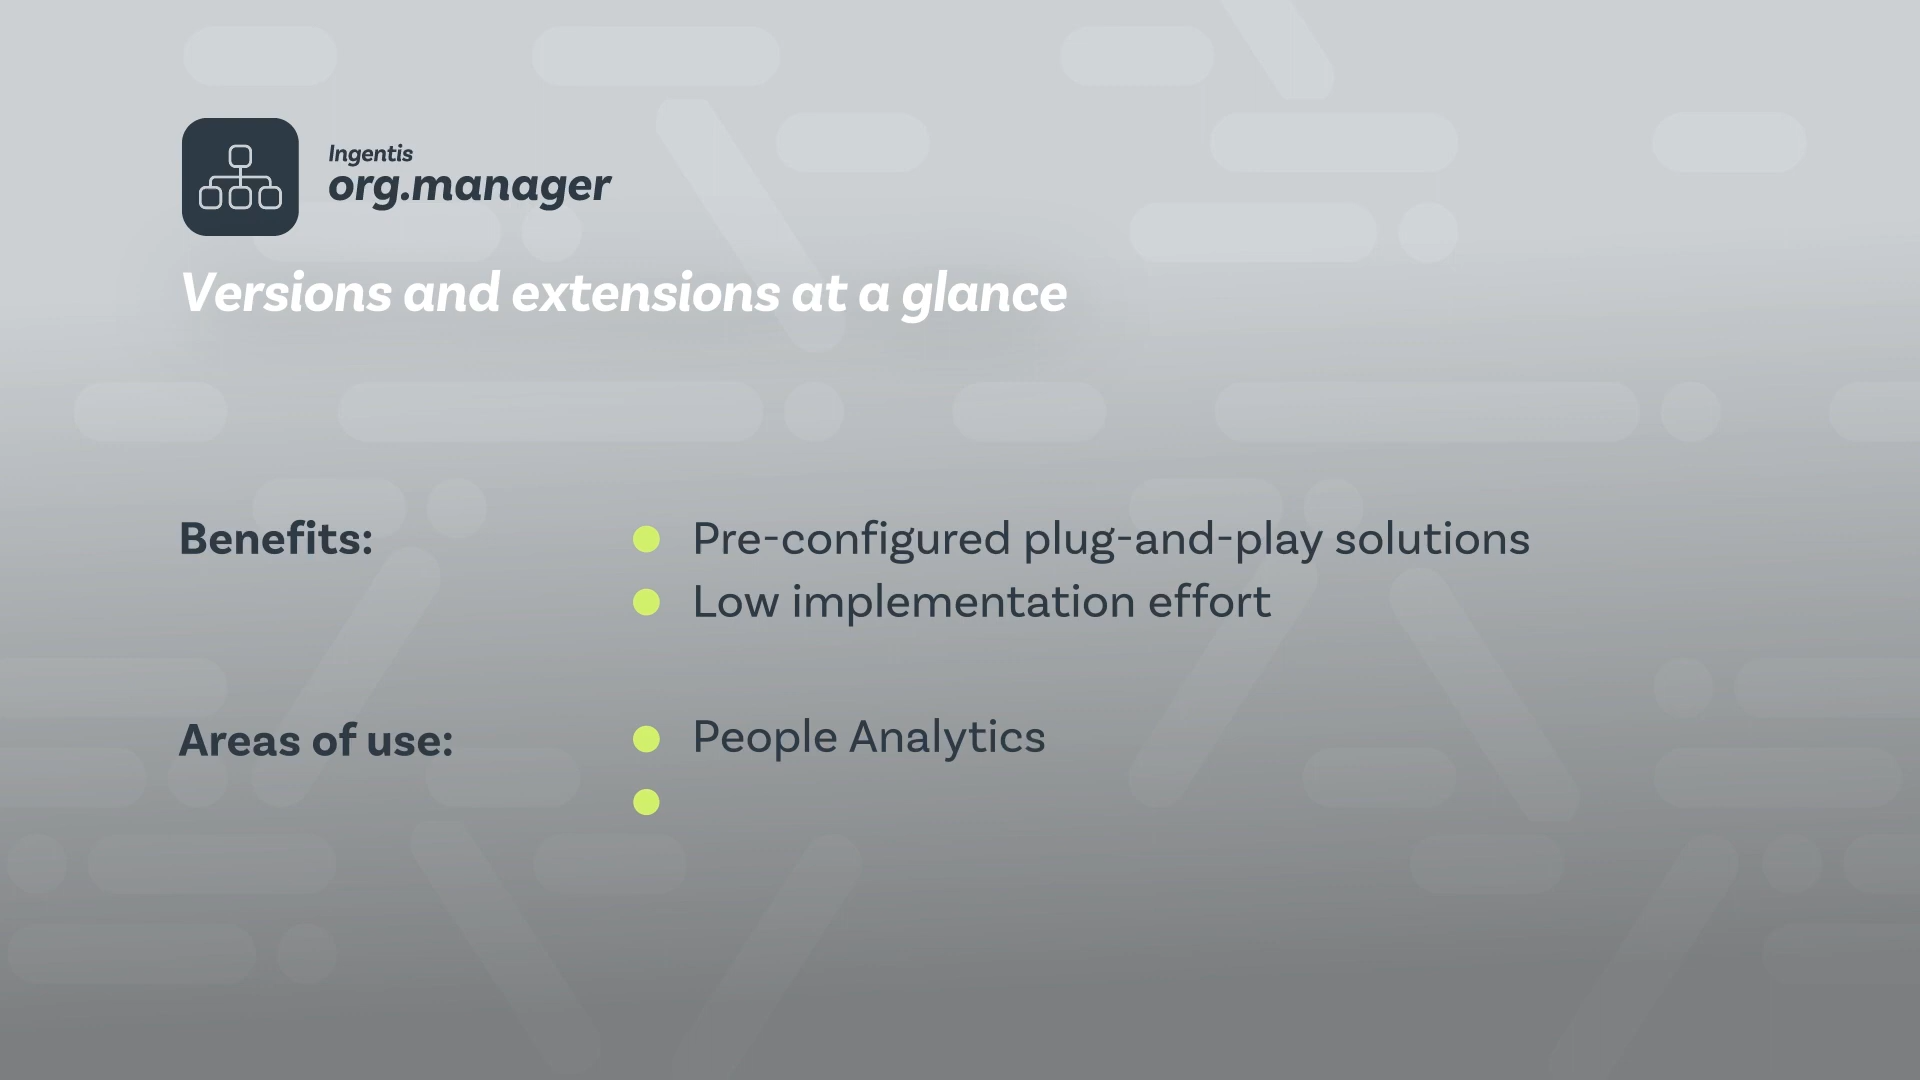 Ingentis
org.manager
Versions and extensions at a glance
Benefits:
Pre-configured plug-and-play solutions
Low implementation effort
Areas of use:
People Analytics